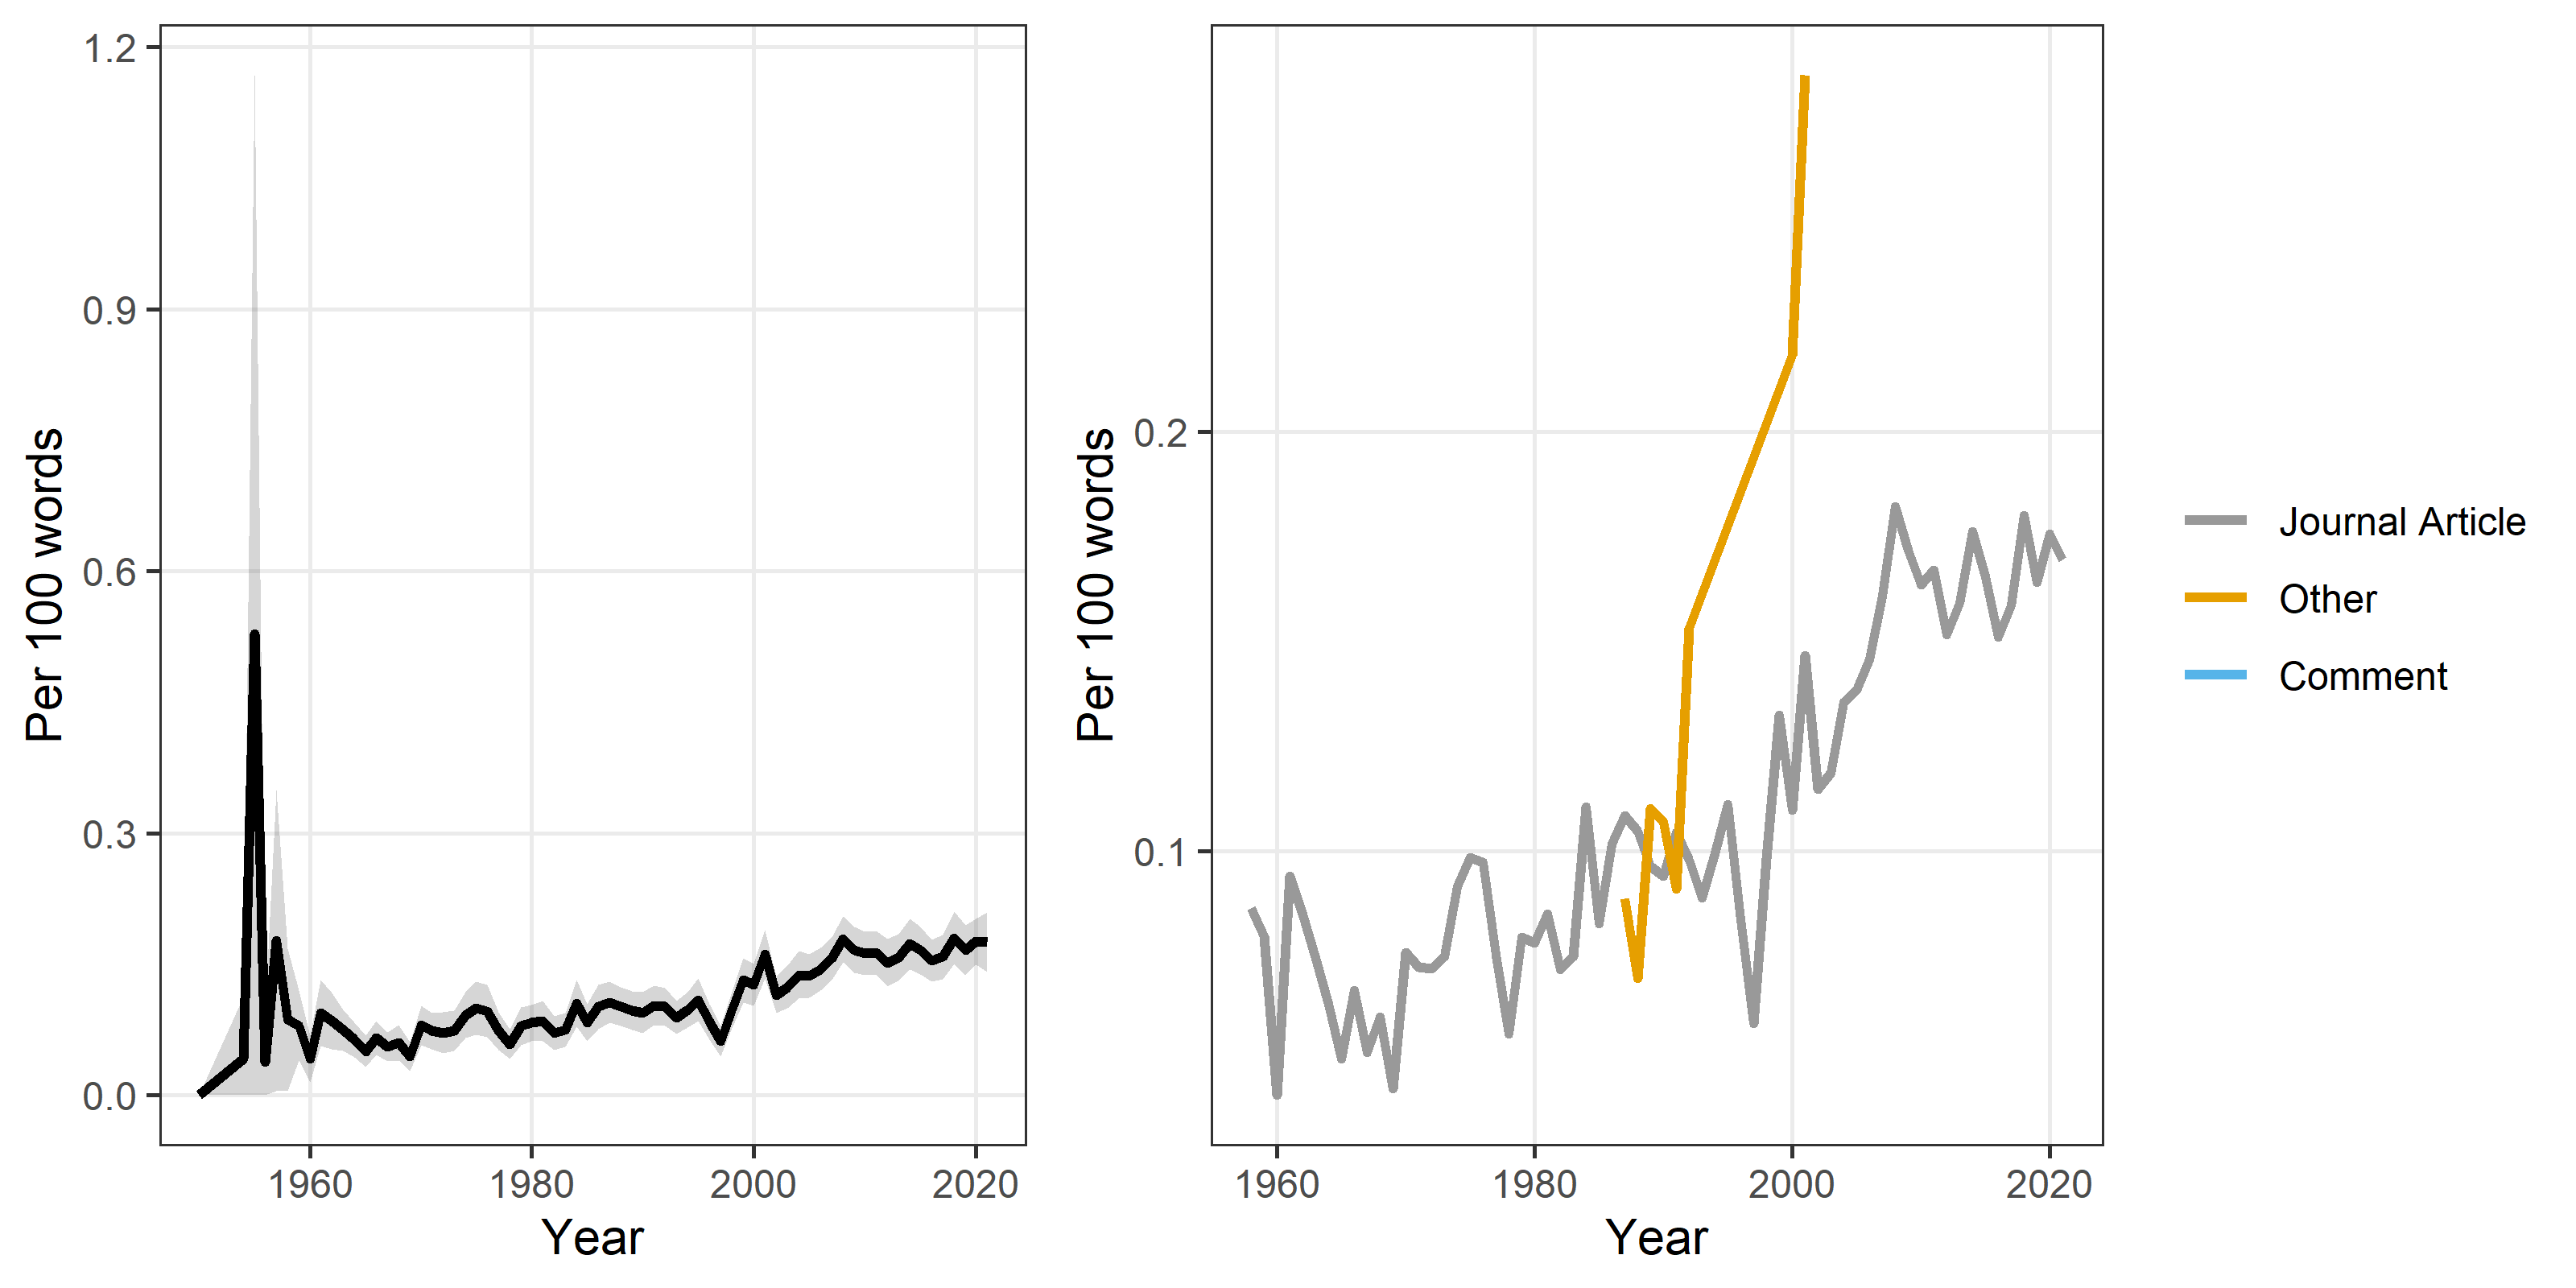 Per 100 words
1.2
0.9
0.6
0.3
0.0
1960 1980 2000 2020
Year
Per 100 words
0.2
0.1
1960 1980 2000 2020
Year
Journal Article
Other
Comment